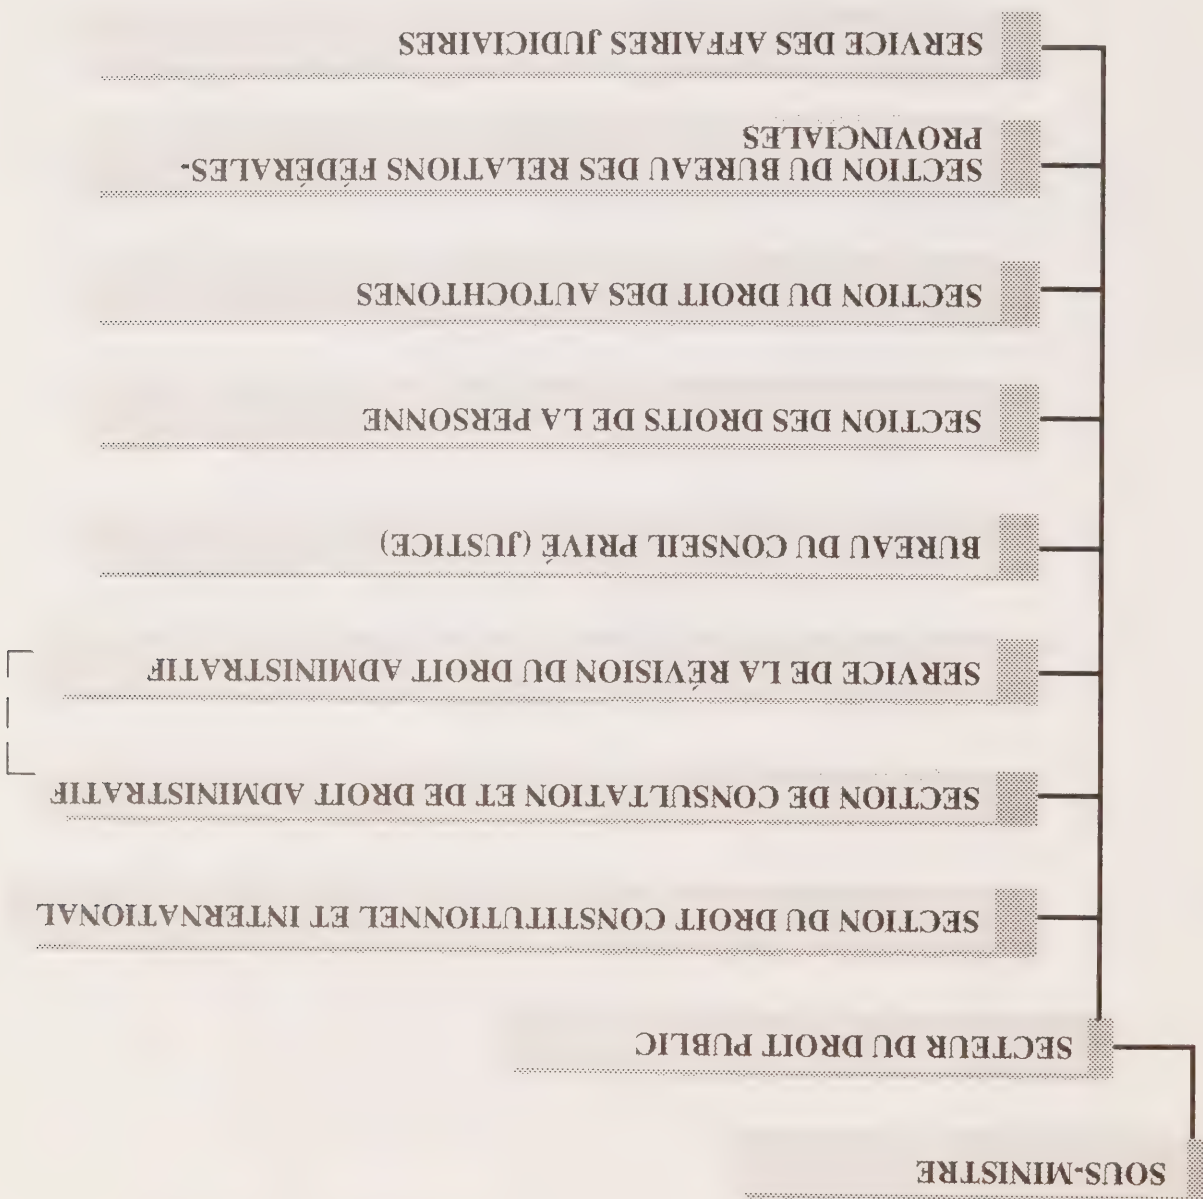 SOUS-MINISTRE
SECTEUR DU DROIT PUBLIC
SECTION DU DROIT CONSTITUTIONNEL ET INTERNATIONAL
SECTION DE CONSULTATION ET DE DROIT ADMINISTRATIF
SERVICE DE LA RÉVISION DU DROIT ADMINISTRATIF
BUREAU DU CONSEIL PRIVÉ (JUSTICE)
SECTION DES DROITS DE LA PERSONNE
SECTION DU DROIT DES AUTOCHTONES
SECTION DU BUREAU DES RELATIONS FÉDÉRALES-
PROVINCIALES
SERVICE DES AFFAIRES JUDICIAIRES